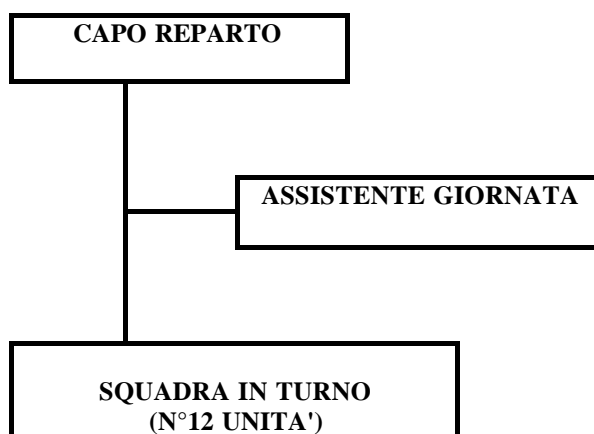 CAPO REPARTO
ASSISTENTE GIORNATA
SQUADRA IN TURNO
(N°12 UNITA')